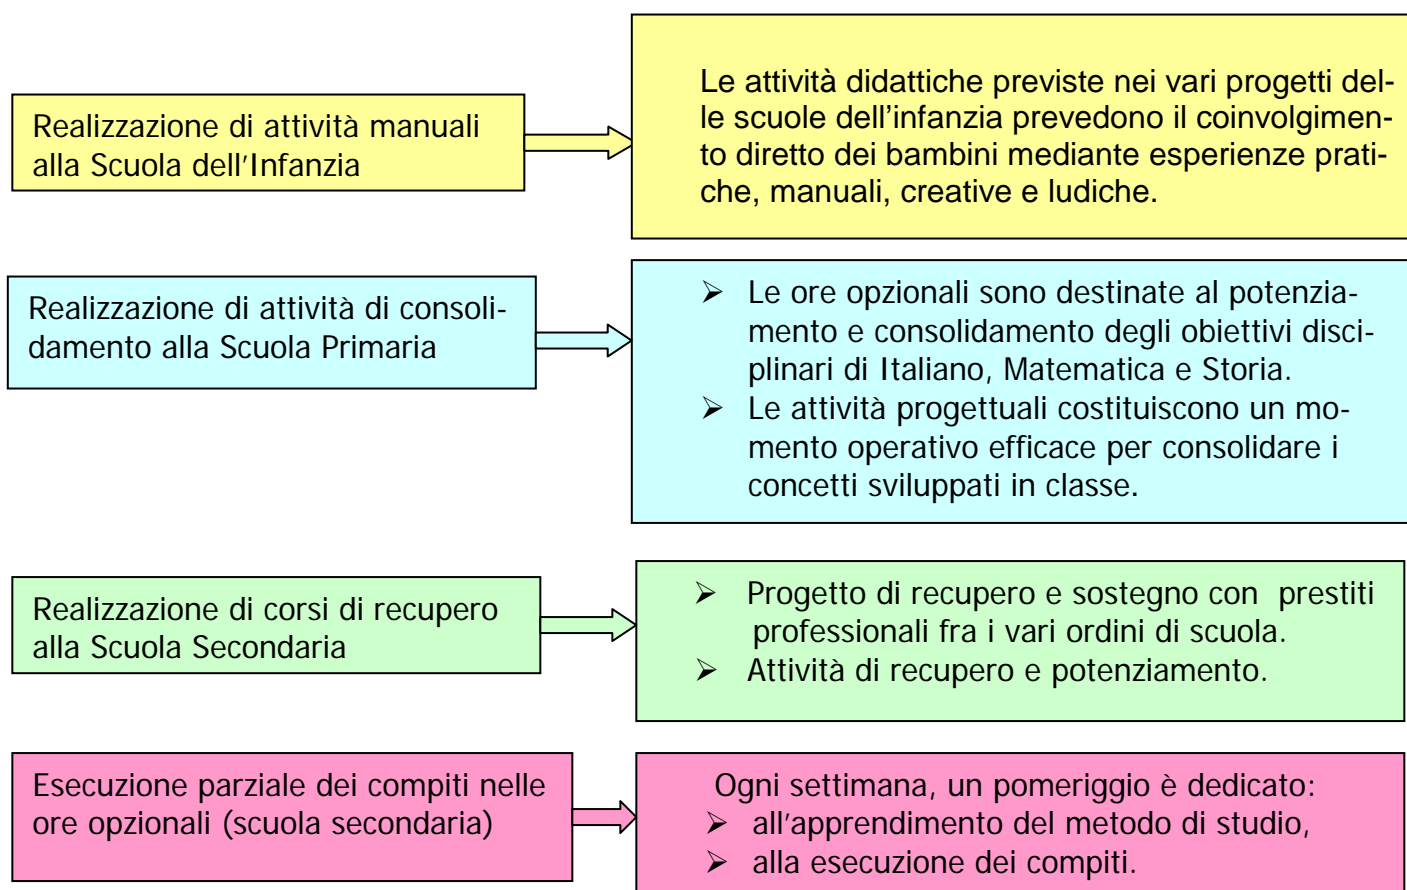 Realizzazione di attività manuali
alla Scuola dell'Infanzia
Le attività didattiche previste nei vari progetti del-
le scuole dell'infanzia prevedono il coinvolgimen-
to diretto dei bambini mediante esperienze prati-
che, manuali, creative e ludiche.
Realizzazione di attività di consoli-
damento alla Scuola Primaria
➢ Le ore opzionali sono destinate al potenzia-
mento e consolidamento degli obiettivi disci-
plinari di Italiano, Matematica e Storia.
➢ Le attività progettuali costituiscono un mo-
mento operativo efficace per consolidare i
concetti sviluppati in classe.
Realizzazione di corsi di recupero
alla Scuola Secondaria
➢ Progetto di recupero e sostegno con prestiti
professionali fra i vari ordini di scuola.
➢ Attività di recupero e potenziamento.
Esecuzione parziale dei compiti nelle
ore opzionali (scuola secondaria)
Ogni settimana, un pomeriggio è dedicato:
➢ all'apprendimento del metodo di studio,
➢ alla esecuzione dei compiti.